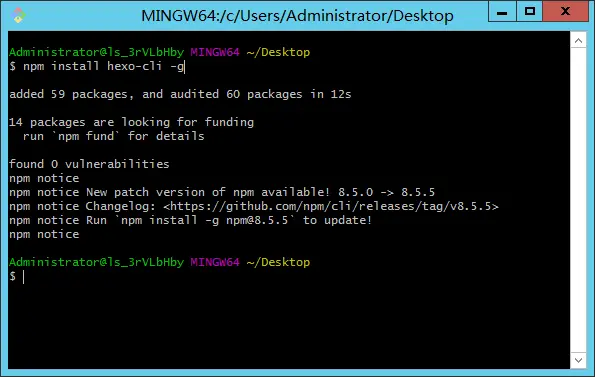 MINGW64:/c/Users/Administrator/Desktop
Administrator@ls_3rVLbHby MINGW64 ~/Desktop
$ npm install hexo-cli -g
added 59 packages, and audited 60 packages in 12s
14 packages are looking for funding
  run `npm fund` for details
found 0 vulnerabilities
npm notice
npm notice New patch version of npm available! 8.5.0 -> 8.5.5
npm notice Changelog: <https://github.com/npm/cli/releases/tag/v8.5.5>
npm notice Run `npm install -g npm@8.5.5` to update!
npm notice
Administrator@ls_3rVLbHby MINGW64 ~/Desktop
$